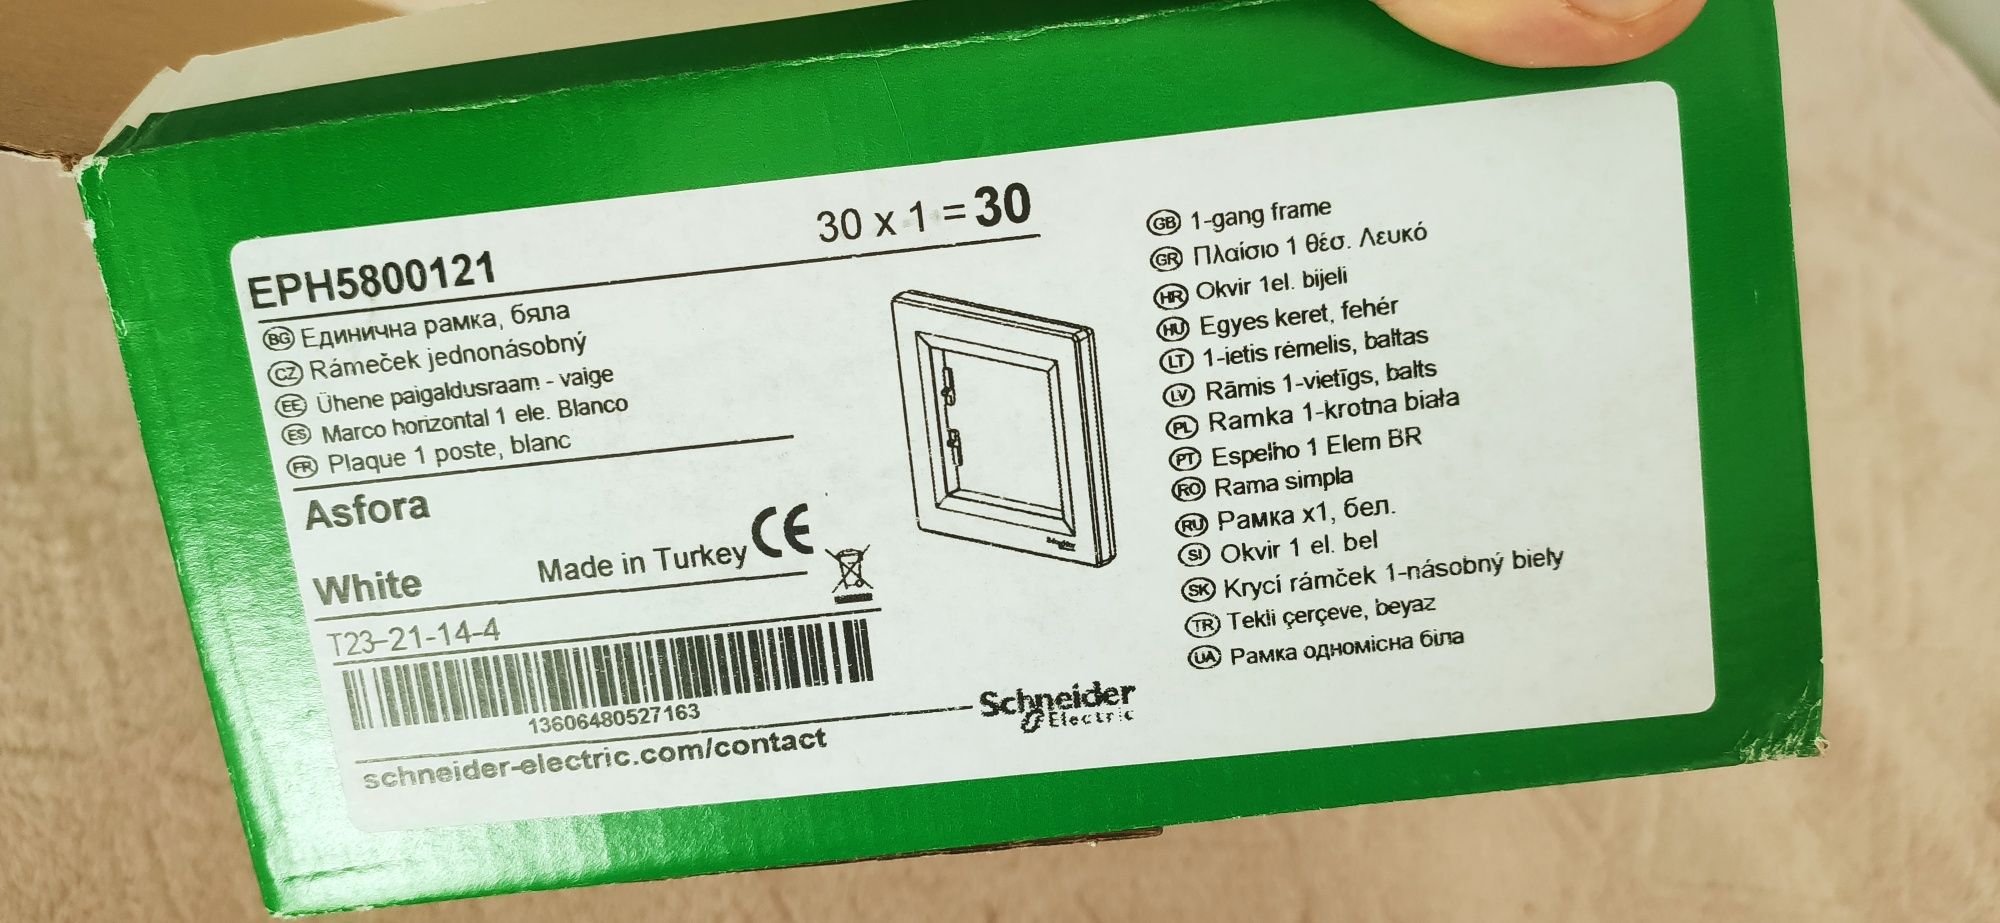 EPH5800121
30 x 1 = 30
BG Единична рамка, бяла
CZ Rámeček jednonásobný
EE Ühene paigaldusraam - vaige
ES Marco horizontal 1 ele. Blanco
FR Plaque 1 poste, blanc
Asfora
White
Made in Turkey CE
T23-21-14-4
13606480527163
schneider-electric.com/contact
Schneider
Electric
GB 1-gang frame
GR Πλαίσιο 1 θέσ. Λευκό
HR Okvir 1el. bijeli
HU Egyes keret, fehér
LT 1-ietis rėmelis, baltas
LV Rāmis 1-vietīgs, balts
PL Ramka 1-krotna biała
PT Espelho 1 Elem BR
RO Rama simpla
RU Рамка x1, бел.
SI Okvir 1 el. bel
SK Krycí rámček 1-násobný biely
TR Tekli çerçeve, beyaz
UA Рамка одномісна біла